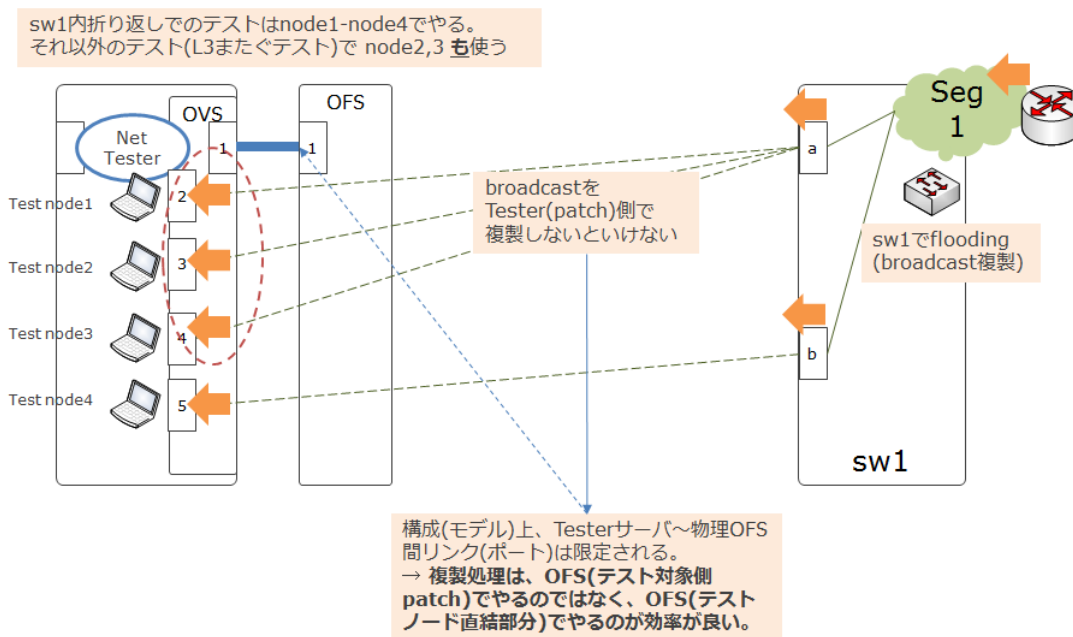 sw1内折り返しでのテストはnode1-node4でやる。
それ以外のテスト(L3またぐテスト)で node2,3 も使う
OVS
OFS
Net
Tester
1
1
Seg
1
a
Test node1
2
broadcastを
Tester(patch)側で
複製しないといけない
sw1でflooding
(broadcast複製)
Test node2
3
Test node3
4
b
Test node4
5
sw1
構成(モデル)上、Testerサーバ～物理OFS
間リンク(ポート)は限定される。
→ 複製処理は、OFS(テスト対象側
patch)でやるのではなく、OFS(テスト
ノード直結部分)でやるのが効率が良い。